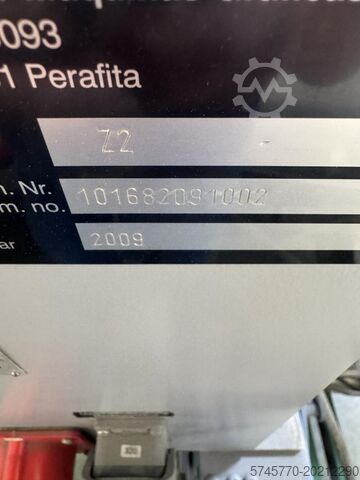 093
1 Perafita
Z2 -
n. Nr. 101682091002
m. no.
ar 2009
5745770-20212290